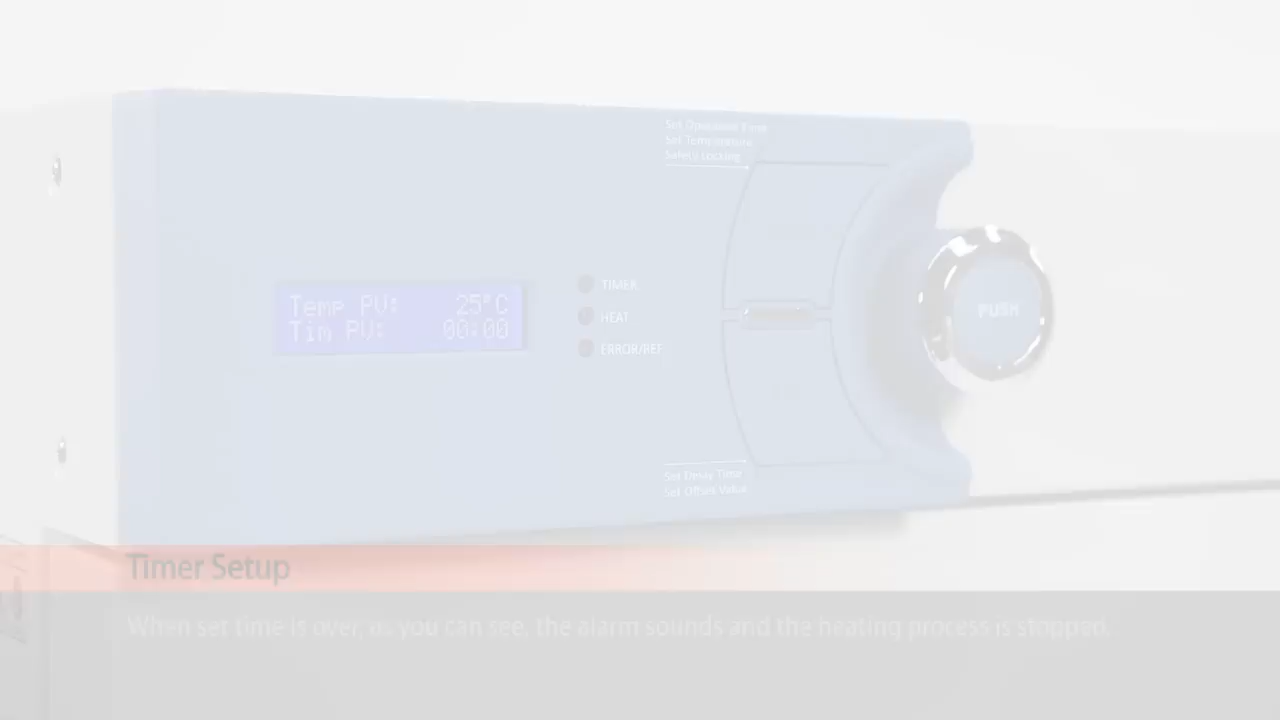 Set Operation Time
Set Temperature
Safety Locking
TIMER
HEAT
ERROR/REF
Temp PV: 25°C
Tim PV: 00:00
PUSH
Set Delay Time
Set Offset Value
Timer Setup
When set time is over, as you can see, the alarm sounds and the heating process is stopped.